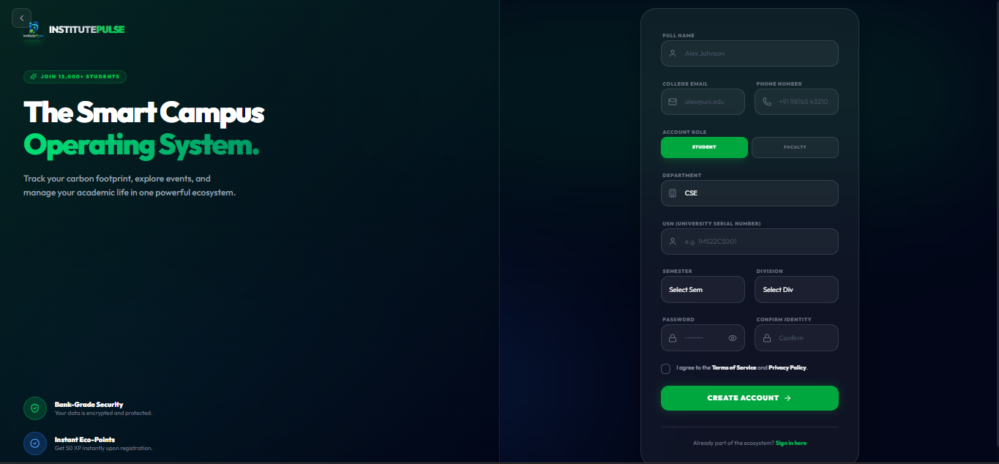 INSTITUTEPULSE
JOIN 12,000+ STUDENTS
The Smart Campus
Operating System.
Track your carbon footprint, explore events, and
manage your academic life in one powerful ecosystem.
Bank-Grade Security
Your data is encrypted and protected.
Instant Eco-Points
Get 50 XP instantly upon registration.
FULL NAME
Alex Johnson
COLLEGE EMAIL
alex@uni.edu
PHONE NUMBER
+91 98765 43210
ACCOUNT ROLE
STUDENT
FACULTY
DEPARTMENT
CSE
USN (UNIVERSITY SERIAL NUMBER)
e.g. 1MS22CS001
SEMESTER
Select Sem
DIVISION
Select Div
PASSWORD
••••••••
CONFIRM IDENTITY
Confirm
I agree to the Terms of Service and Privacy Policy.
CREATE ACCOUNT →
Already part of the ecosystem? Sign in here